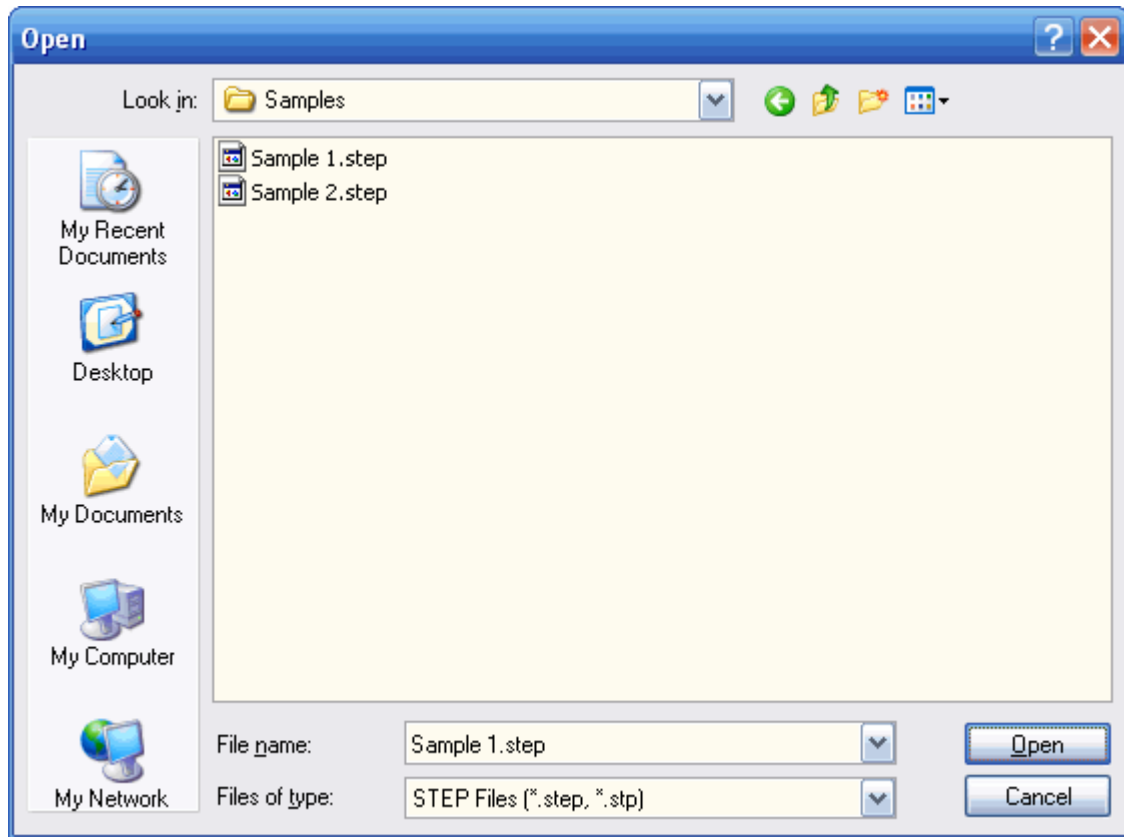 Open
Look in:
Samples
Sample 1.step
Sample 2.step
My Recent
Documents
Desktop
My Documents
My Computer
My Network
File name:
Sample 1.step
Open
Files of type:
STEP Files (*.step, *.stp)
Cancel